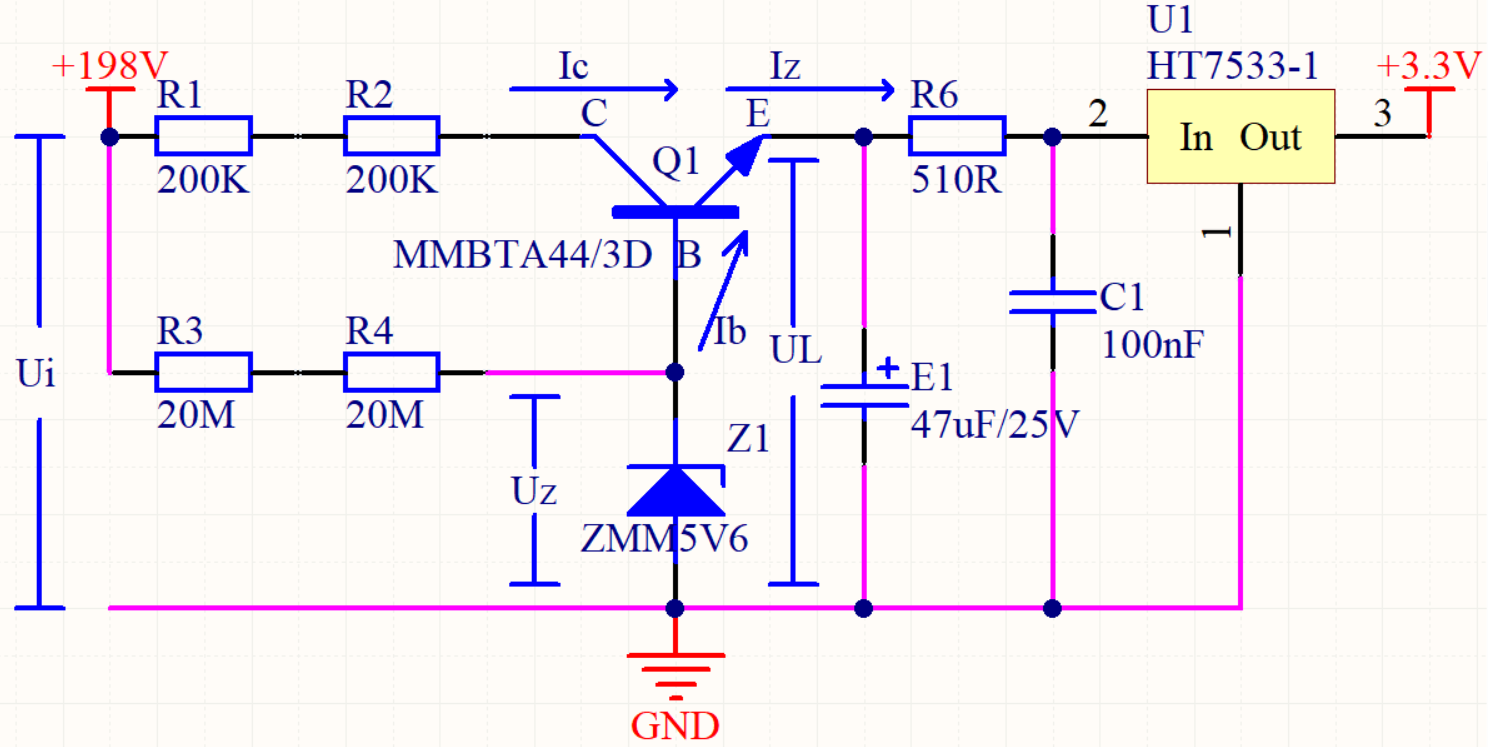 U1
HT7533-1
+198V
+3.3V
Ic
Iz
R1
R2
C
E
R6
2
3
In Out
200K
200K
Q1
510R
1
MMBTA44/3D
B
C1
100nF
R3
R4
Ib
UL
Ui
+
E1
20M
20M
47uF/25V
Z1
Uz
ZMM5V6
GND